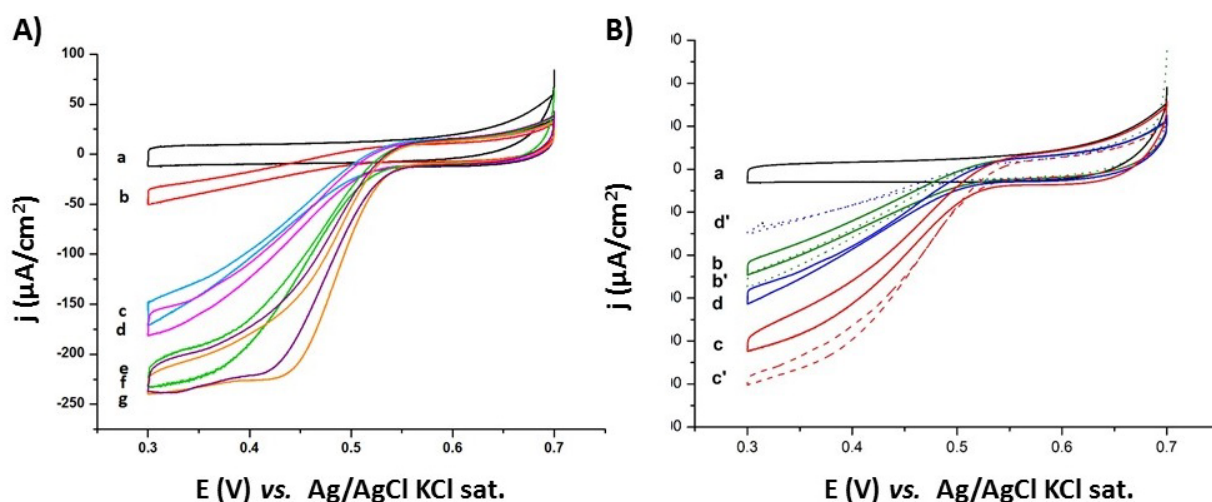 A)
100
50
0
-50
-100
-150
-200
-250
j (µA/cm²)
a
b
c
d
e
f
g
0.3 0.4 0.5 0.6 0.7
E (V) vs. Ag/AgCl KCl sat.
B)
j (µA/cm²)
a
d'
b
b'
d
c
c'
0.3 0.4 0.5 0.6 0.7
E (V) vs. Ag/AgCl KCl sat.